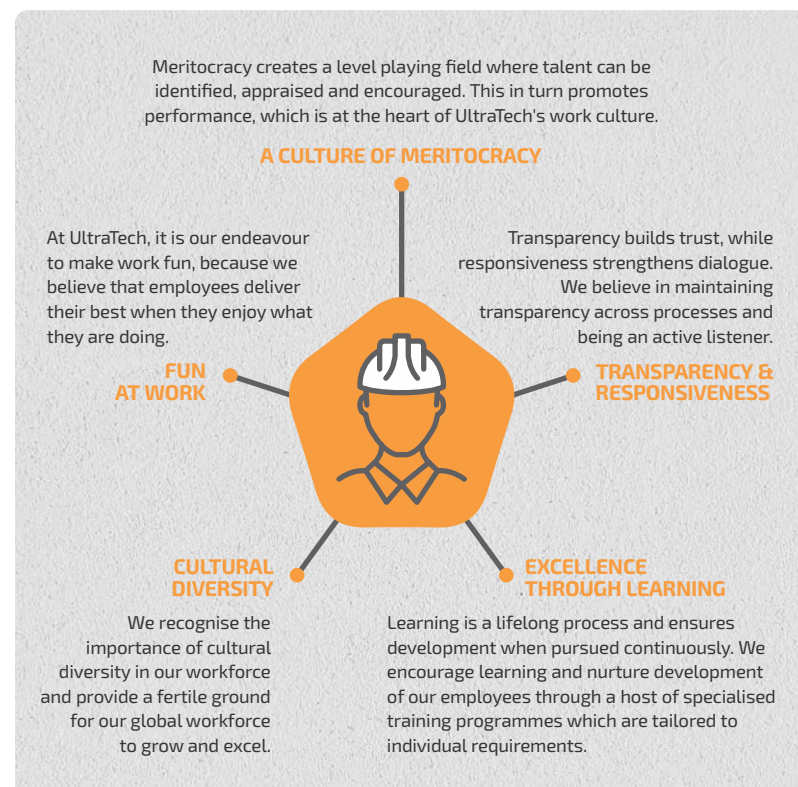 Meritocracy creates a level playing field where talent can be
identified, appraised and encouraged. This in turn promotes
performance, which is at the heart of UltraTech's work culture.
A CULTURE OF MERITOCRACY
At UltraTech, it is our endeavour
to make work fun, because we
believe that employees deliver
their best when they enjoy what
they are doing.
FUN
AT WORK
Transparency builds trust, while
responsiveness strengthens dialogue.
We believe in maintaining
transparency across processes and
being an active listener.
TRANSPARENCY &
RESPONSIVENESS
CULTURAL
DIVERSITY
We recognise the
importance of cultural
diversity in our workforce
and provide a fertile ground
for our global workforce
to grow and excel.
EXCELLENCE
THROUGH LEARNING
Learning is a lifelong process and ensures
development when pursued continuously. We
encourage learning and nurture development
of our employees through a host of specialised
training programmes which are tailored to
individual requirements.